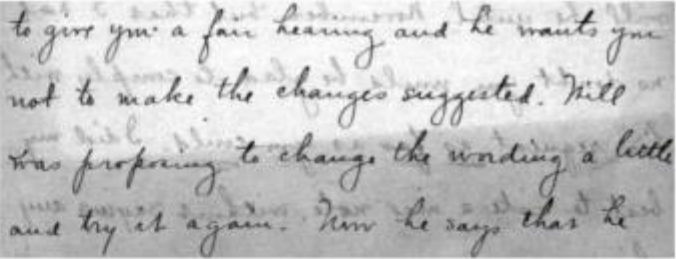 to give you a fair hearing and he wants you
not to make the changes suggested. Will
was proposing to change the wording a little
and try it again. Now he says that he